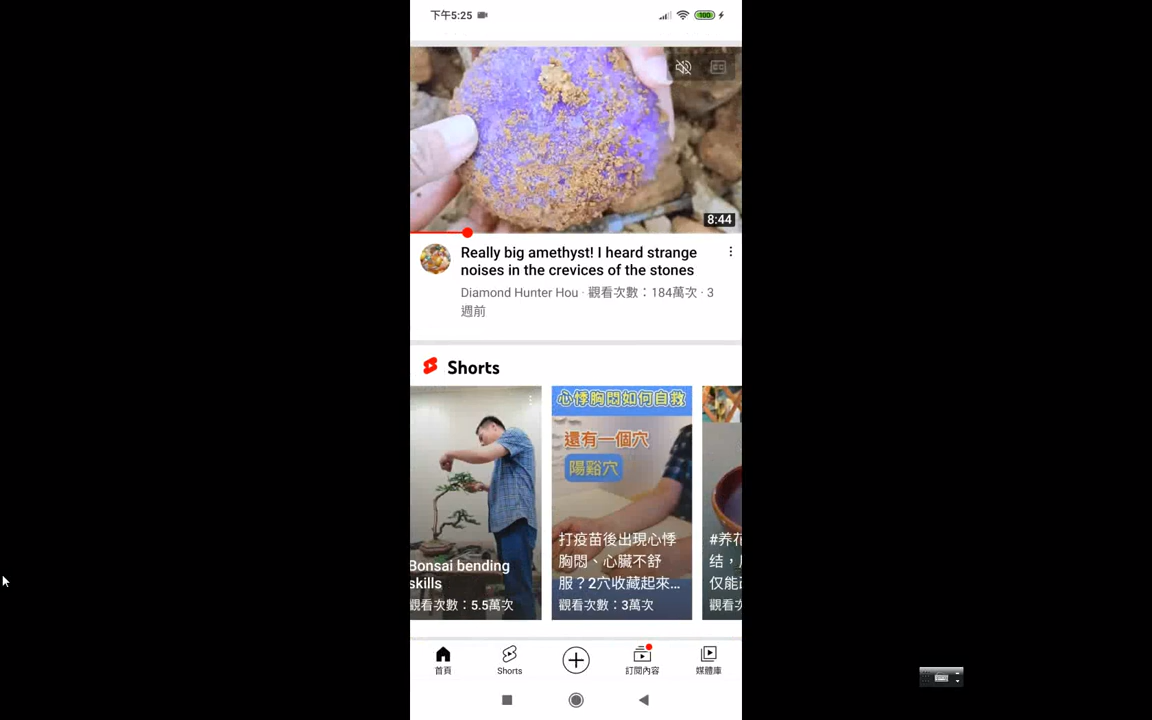 下午5:25
100
CC
8:44
Really big amethyst! I heard strange
noises in the crevices of the stones
Diamond Hunter Hou · 觀看次數：184萬次 · 3
週前
Shorts
Bonsai bending
skills
觀看次數：5.5萬次
心悸胸悶如何自救
還有一個穴
陽谿穴
打疫苗後出現心悸
胸悶、心臟不舒
服？2穴收藏起來...
觀看次數：3萬次
#养花
结，
仅能
觀看次
首頁
Shorts
訂閱內容
媒體庫